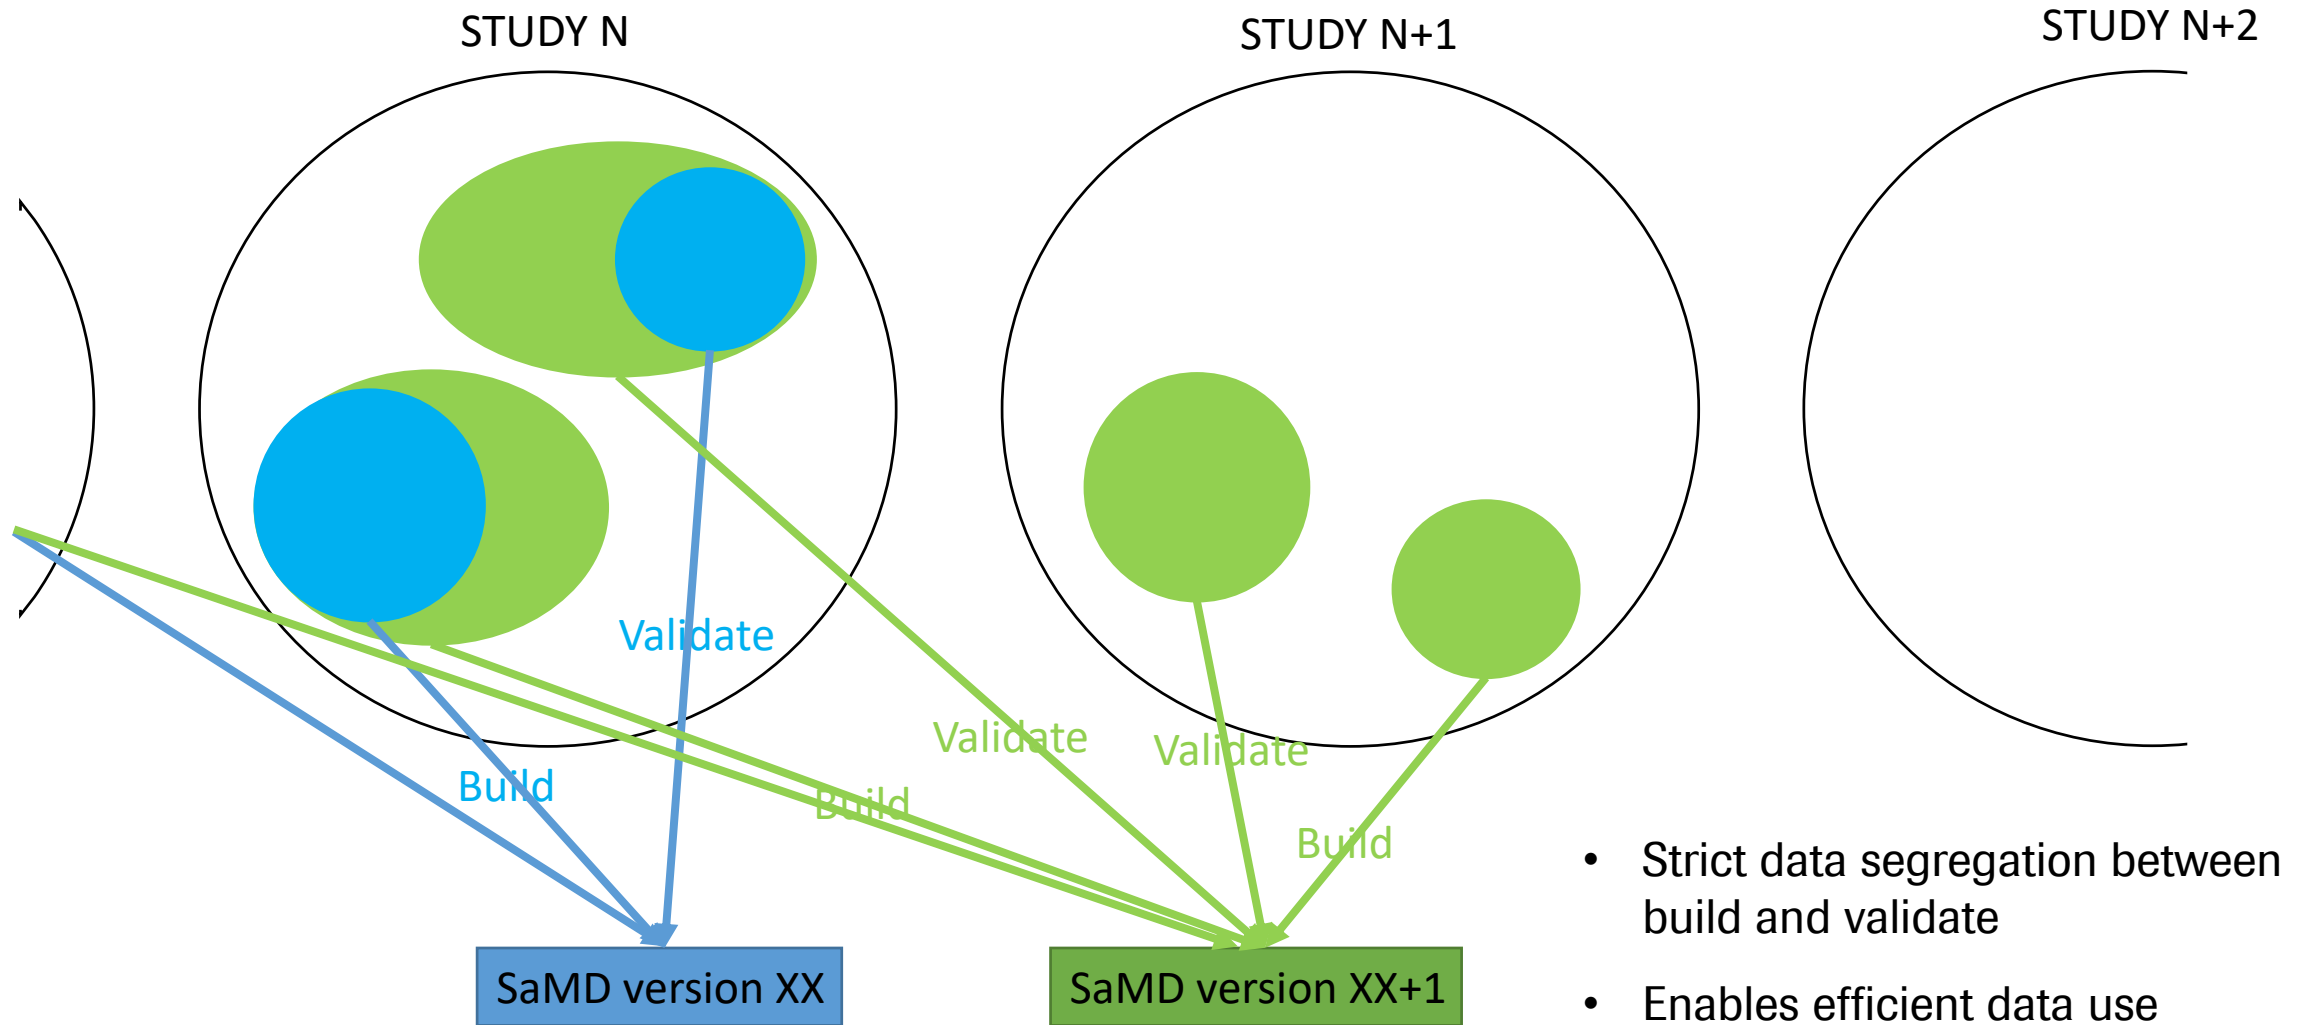 STUDY N
STUDY N+1
STUDY N+2
Validate
Validate
Validate
Build
Build
Build
• Strict data segregation between
build and validate
SaMD version XX
SaMD version XX+1
• Enables efficient data use